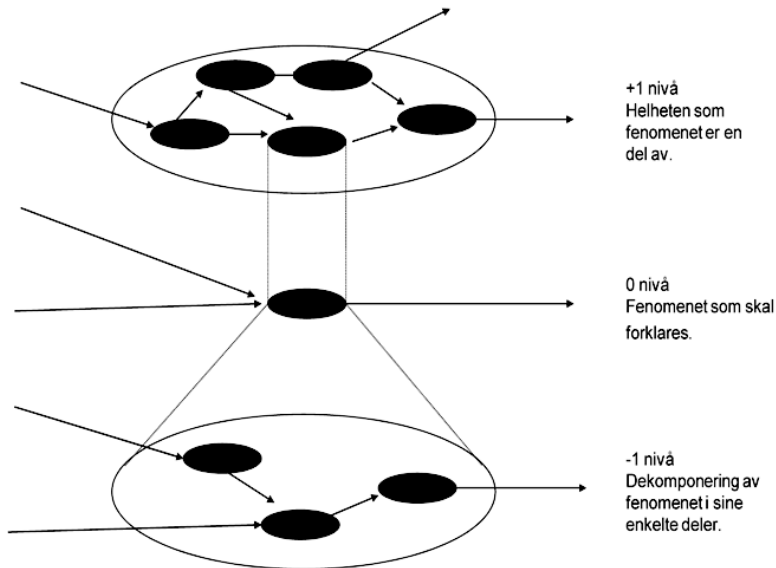 +1 nivå
Helheten som
fenomenet er en
del av.
0 nivå
Fenomenet som skal
forklares.
-1 nivå
Dekomponering av
fenomenet i sine
enkelte deler.